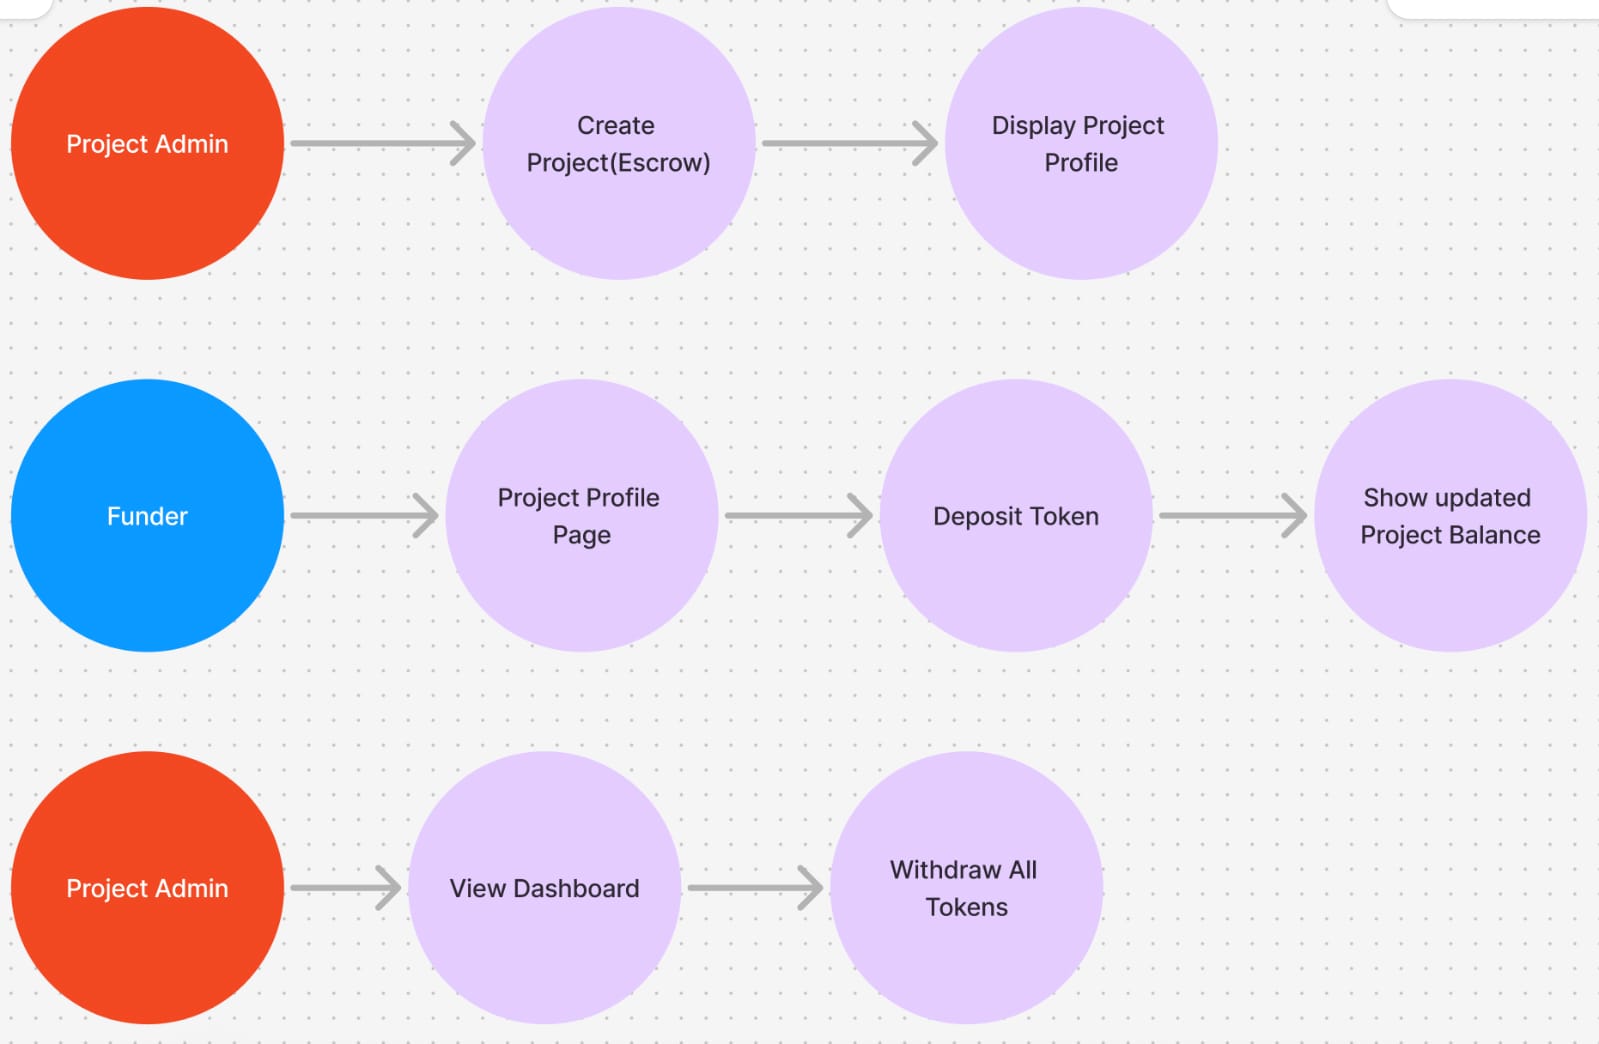 Project Admin
Create
Project(Escrow)
Display Project
Profile
Funder
Project Profile
Page
Deposit Token
Show updated
Project Balance
Project Admin
View Dashboard
Withdraw All
Tokens